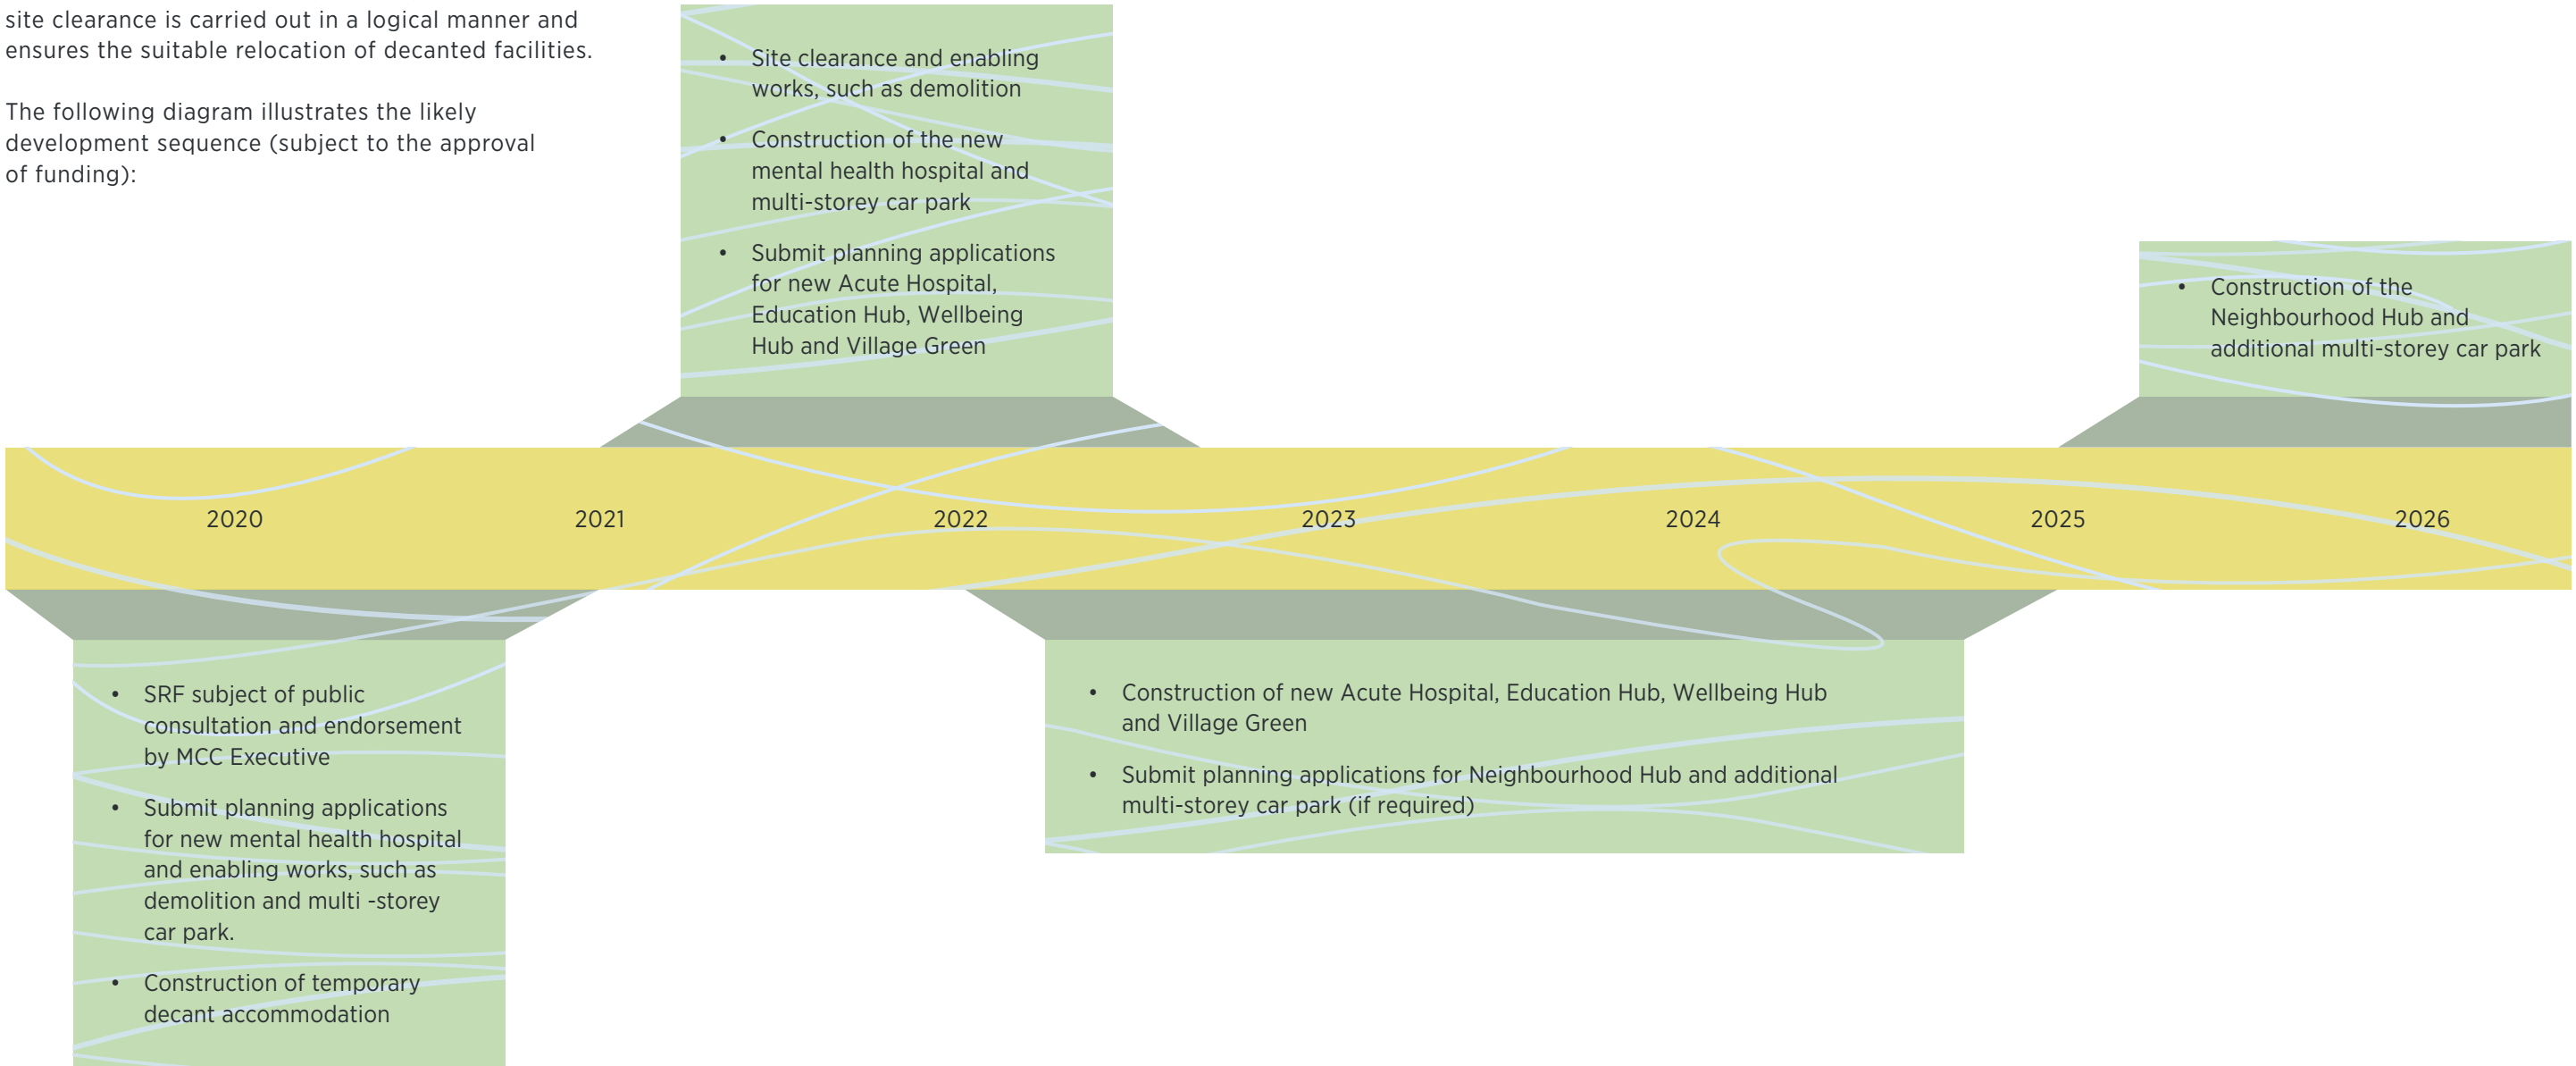 site clearance is carried out in a logical manner and
ensures the suitable relocation of decanted facilities.
The following diagram illustrates the likely
development sequence (subject to the approval
of funding):
• Site clearance and enabling
works, such as demolition
• Construction of the new
mental health hospital and
multi-storey car park
• Submit planning applications
for new Acute Hospital,
Education Hub, Wellbeing
Hub and Village Green
• Construction of the
Neighbourhood Hub and
additional multi-storey car park
2020 2021 2022 2023 2024 2025 2026
• SRF subject of public
consultation and endorsement
by MCC Executive
• Submit planning applications
for new mental health hospital
and enabling works, such as
demolition and multi -storey
car park.
• Construction of temporary
decant accommodation
• Construction of new Acute Hospital, Education Hub, Wellbeing Hub
and Village Green
• Submit planning applications for Neighbourhood Hub and additional
multi-storey car park (if required)